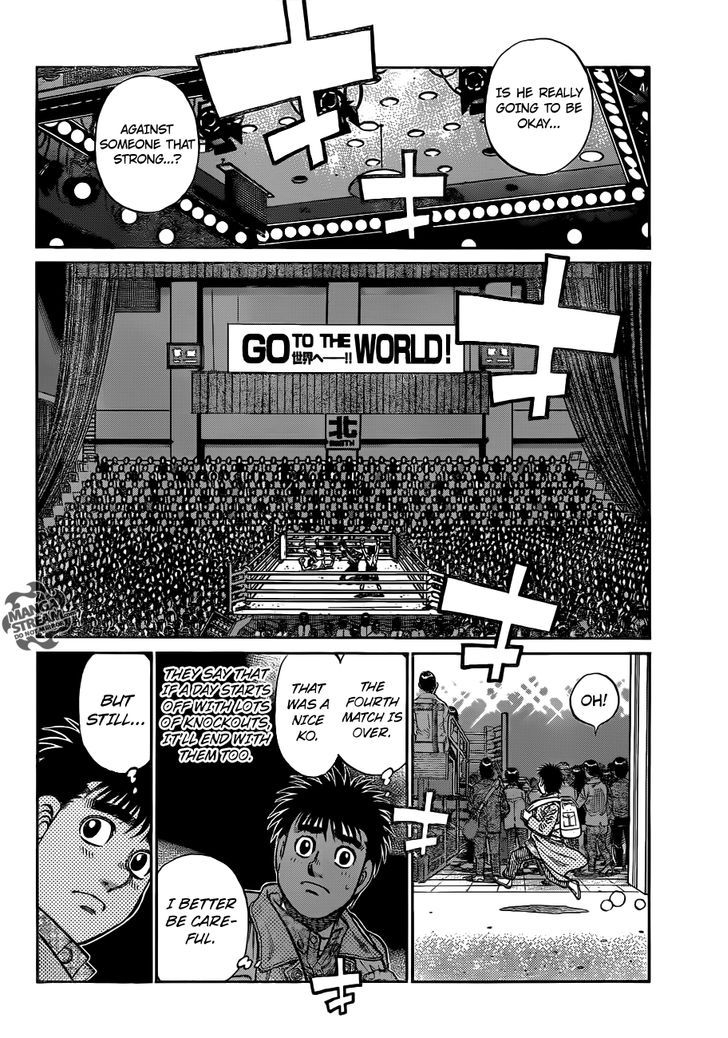 IS HE REALLY
GOING TO BE
OKAY...
AGAINST
SOMEONE THAT
STRONG...?
GO TO THE WORLD!
世界へ──!!
北
OH!
THE
FOURTH
MATCH IS
OVER.
THAT
WAS A
NICE
KO.
THEY SAY THAT
IF A DAY STARTS
OFF WITH LOTS
OF KNOCKOUTS,
IT'LL END WITH
THEM TOO.
I BETTER
BE CARE-
FUL.
BUT
STILL...
MANGA
STREAM